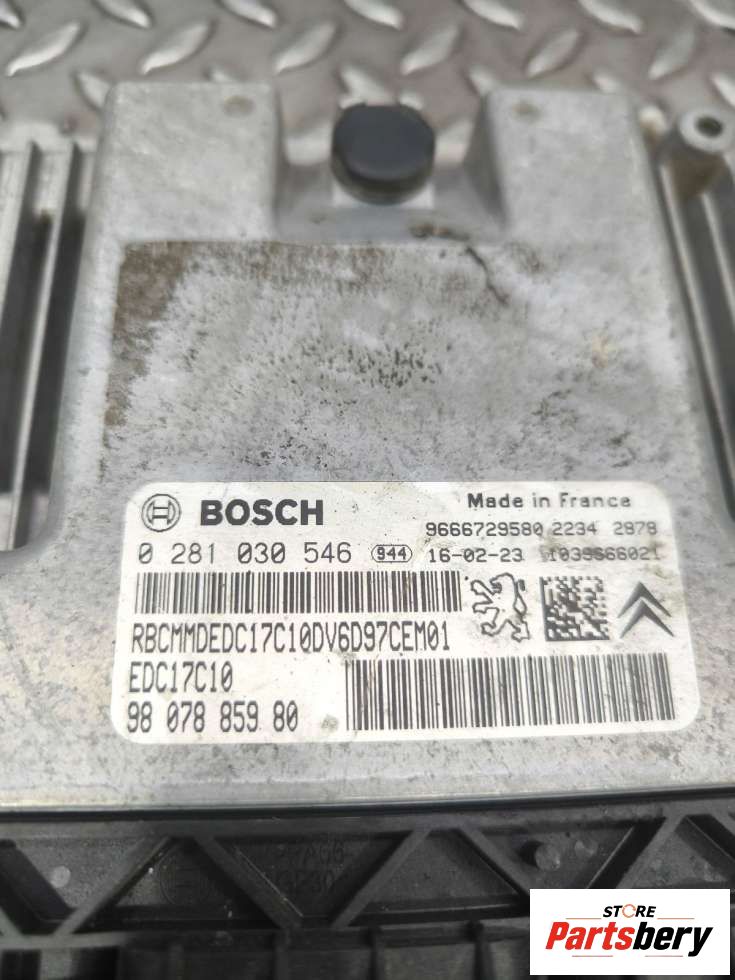 BOSCH
Made in France
9666729580 2234 2878
0 281 030 546 944 16-02-23 1039666021
RBCMMDEDC17C10DV6D97CEM01
EDC17C10
98 078 859 80
STORE
Partsbery